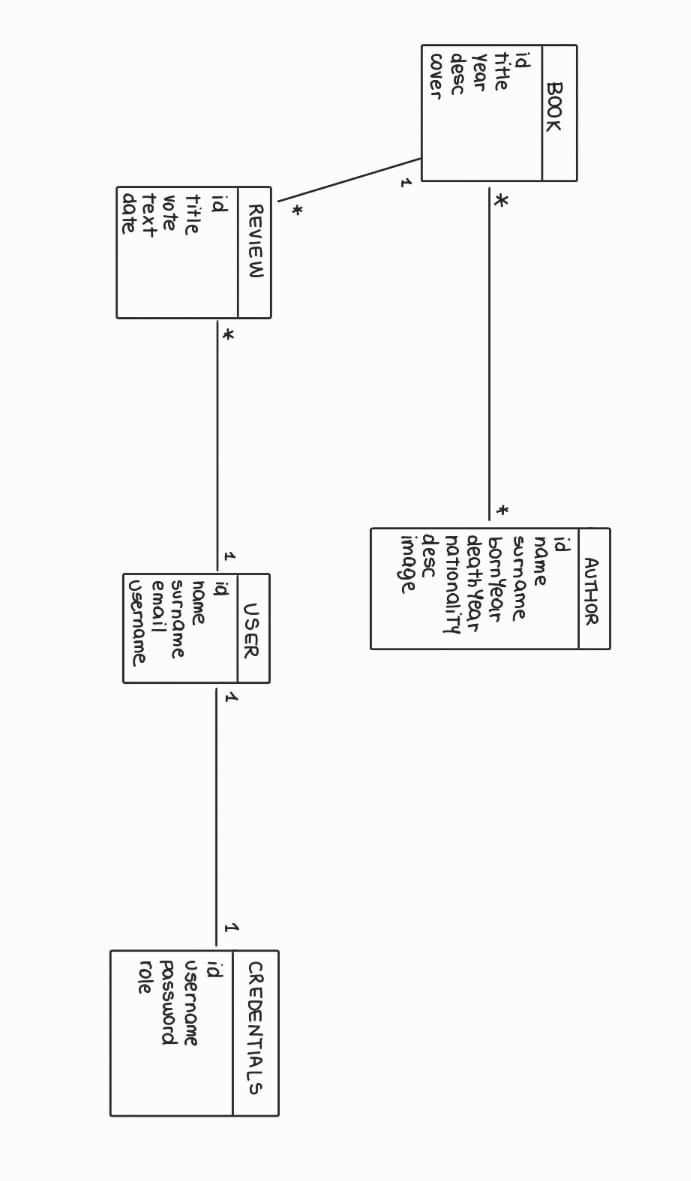 BOOK
id
title
year
desc
cover
*
*
AUTHOR
id
name
surname
bornYear
deathYear
nationality
desc
image
1
*
REVIEW
id
title
vote
text
date
*
1
USER
id
name
surname
email
username
1
1
CREDENTIALS
id
username
password
role